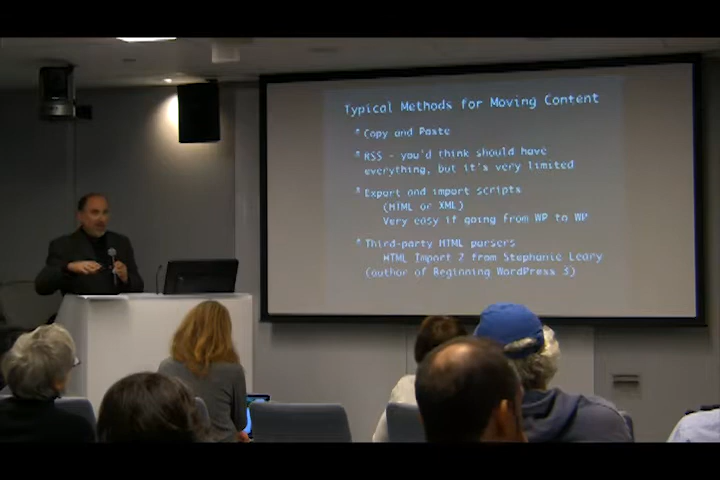 Typical Methods for Moving Content
* Copy and Paste
* RSS - you'd think should have
everything, but it's very limited
* Export and import scripts
(HTML or XML)
Very easy if going from WP to WP
* Third-party HTML parsers
HTML Import 2 from Stephanie Leary
(author of Beginning WordPress 3)